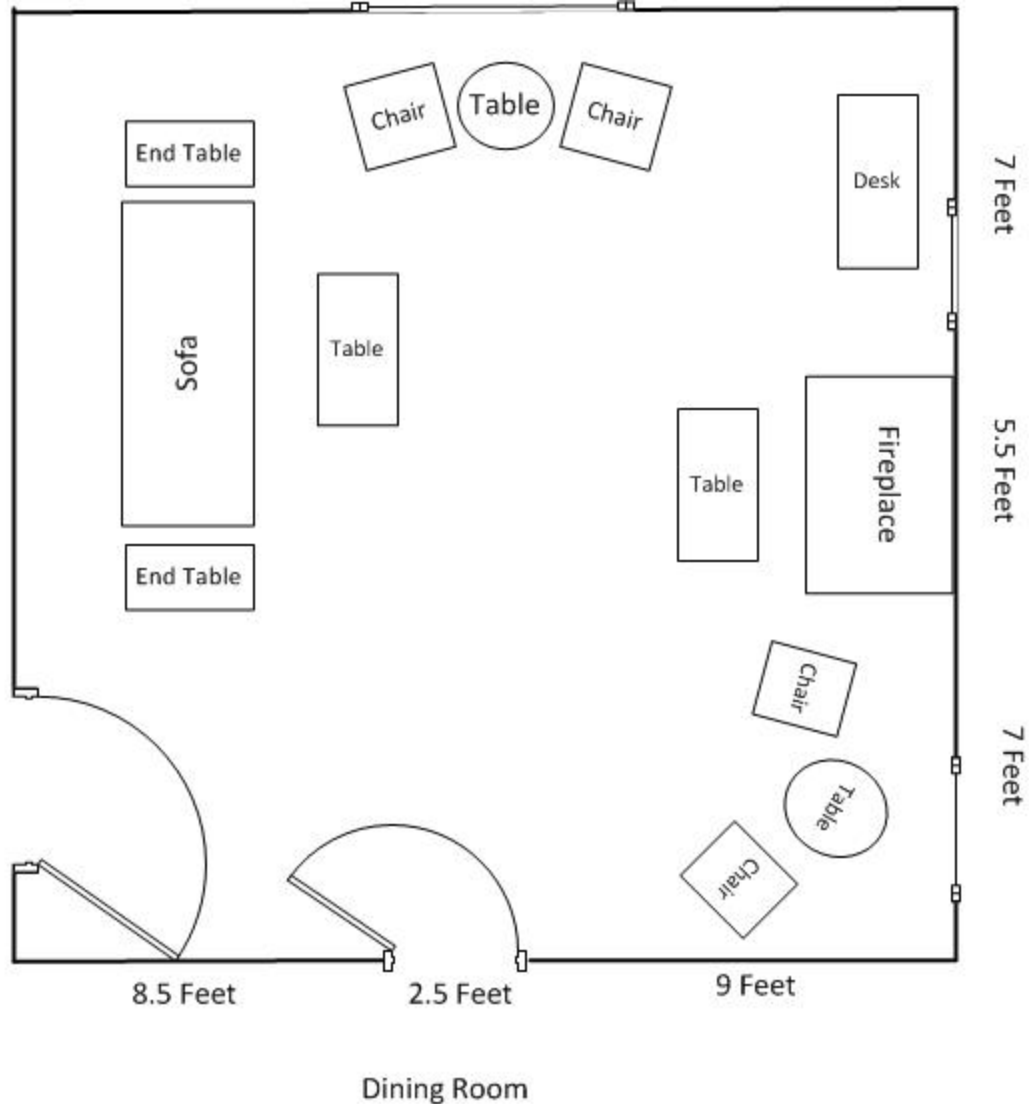 Chair
Table
Chair
End Table
Desk
7 Feet
Sofa
Table
Table
Fireplace
5.5 Feet
End Table
Chair
7 Feet
Table
Chair
8.5 Feet
2.5 Feet
9 Feet
Dining Room